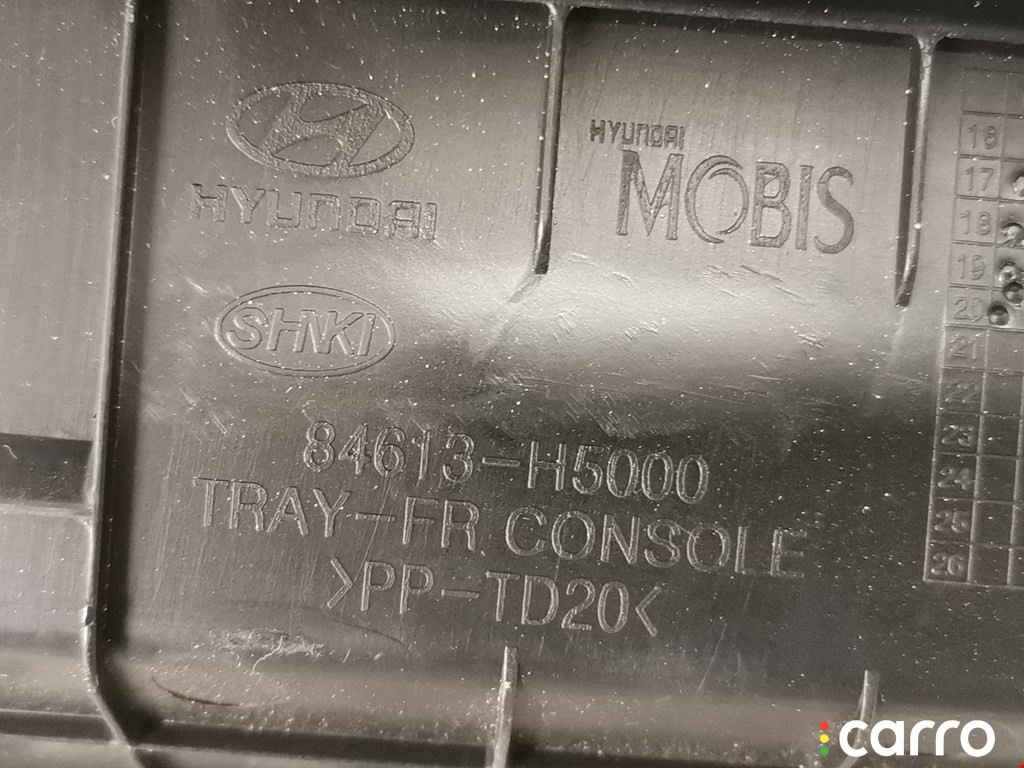 HYUNDAI
HYUNDAI
MOBIS
SHNKI
84613-H5000
TRAY-FR CONSOLE
>PP-TD20<
16
17
18
19
20
21
22
23
24
25
26
carro